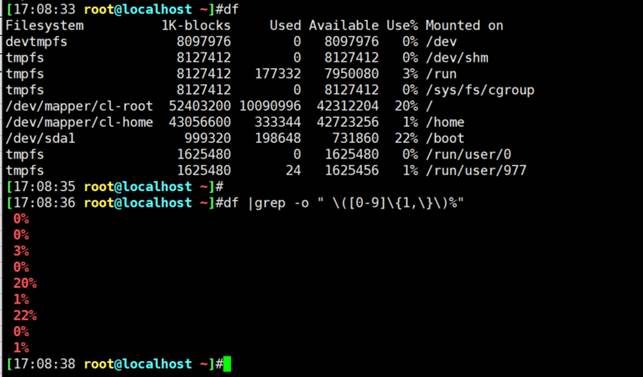 [17:08:33 root@localhost ~]#df
Filesystem 1K-blocks Used Available Use% Mounted on
devtmpfs 8097976 0 8097976 0% /dev
tmpfs 8127412 0 8127412 0% /dev/shm
tmpfs 8127412 177332 7950080 3% /run
tmpfs 8127412 0 8127412 0% /sys/fs/cgroup
/dev/mapper/cl-root 52403200 10090996 42312204 20% /
/dev/mapper/cl-home 43056600 333344 42723256 1% /home
/dev/sda1 999320 198648 731860 22% /boot
tmpfs 1625480 0 1625480 0% /run/user/0
tmpfs 1625480 24 1625456 1% /run/user/977
[17:08:35 root@localhost ~]#
[17:08:36 root@localhost ~]#df |grep -o " \([0-9]\{1,\}\)%"
0%
0%
3%
0%
20%
1%
22%
0%
1%
[17:08:38 root@localhost ~]#